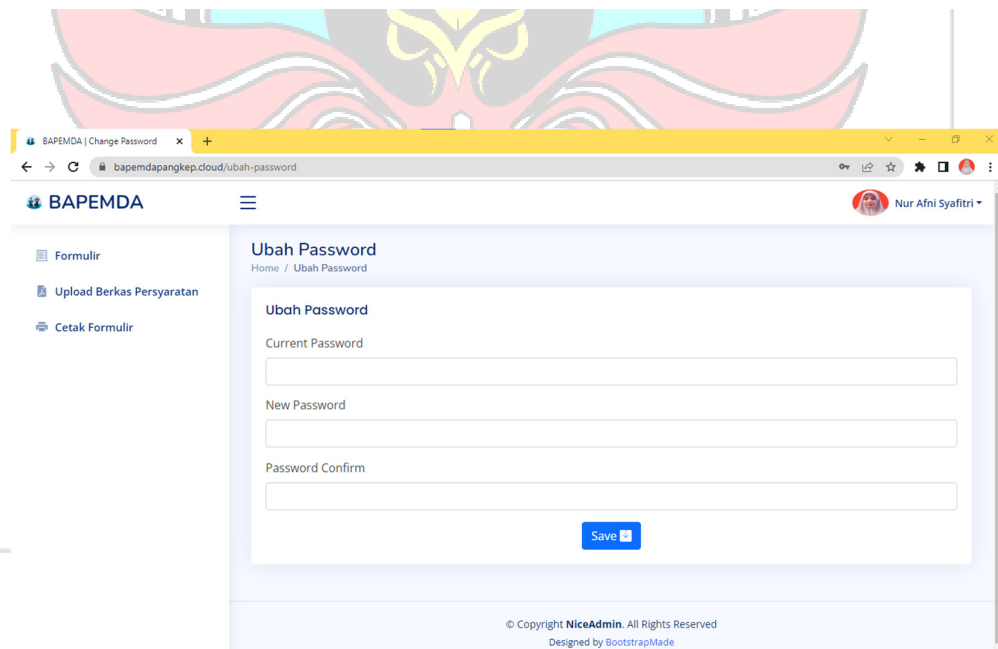 BAPEMDA | Change Password
bapemdapangkep.cloud/ubah-password
BAPEMDA
Nur Afni Syafitri
Formulir
Upload Berkas Persyaratan
Cetak Formulir
Ubah Password
Home / Ubah Password
Ubah Password
Current Password
New Password
Password Confirm
Save
© Copyright NiceAdmin. All Rights Reserved
Designed by BootstrapMade